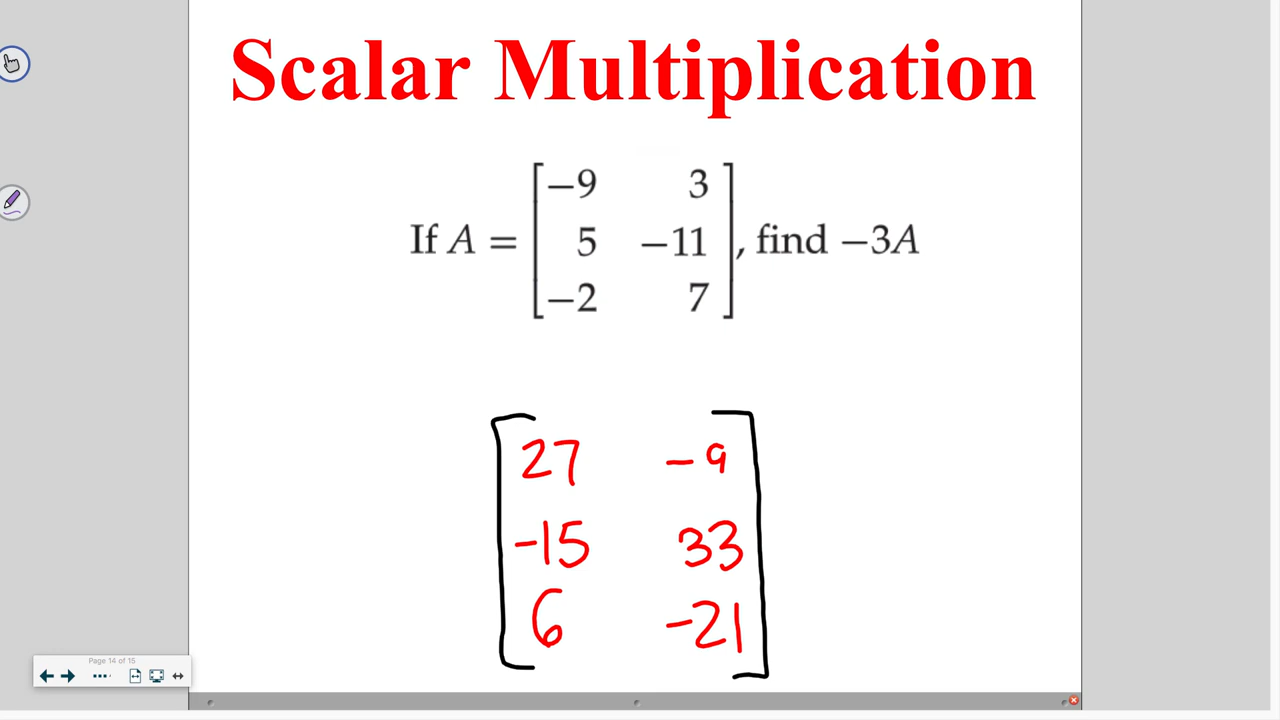 Scalar Multiplication
If A = [−9 3
5 −11
−2 7], find −3A
[27 −9
−15 33
6 −21]
Page 14 of 15